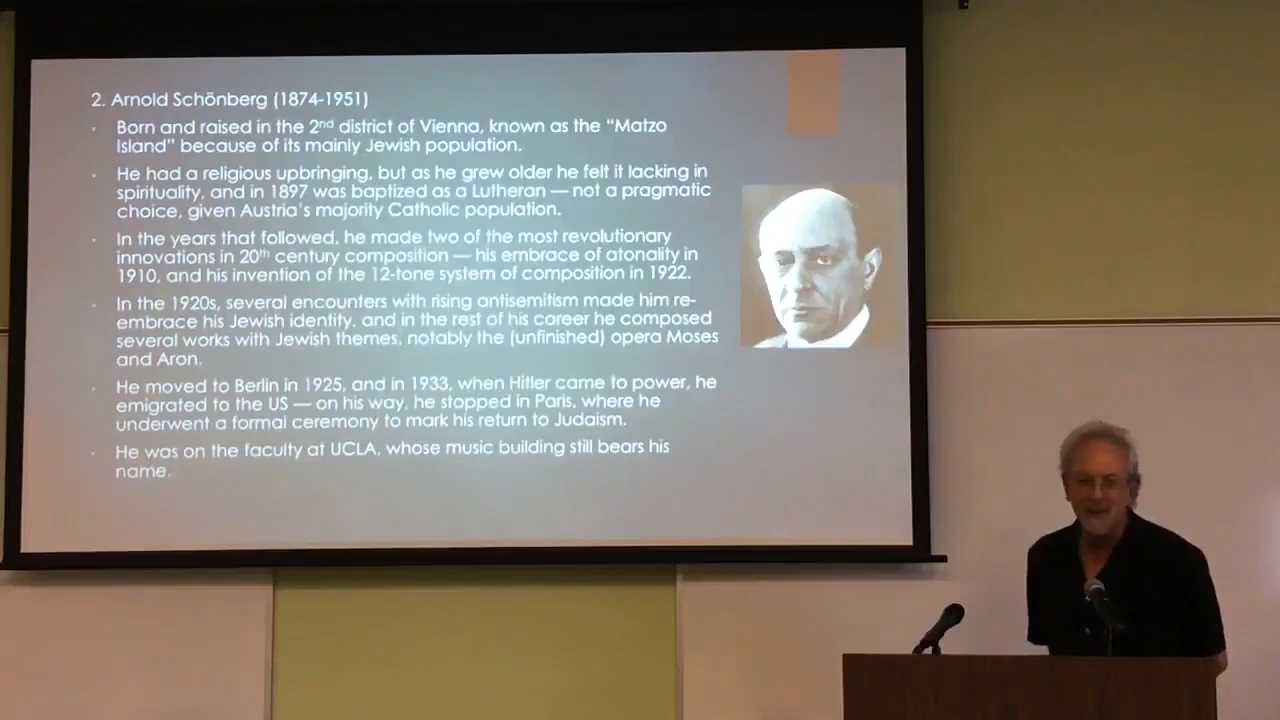 2. Arnold Schönberg (1874-1951)
Born and raised in the 2nd district of Vienna, known as the “Matzo
Island” because of its mainly Jewish population.
He had a religious upbringing, but as he grew older he felt it lacking in
spirituality, and in 1897 was baptized as a Lutheran — not a pragmatic
choice, given Austria’s majority Catholic population.
In the years that followed, he made two of the most revolutionary
innovations in 20th century composition — his embrace of atonality in
1910, and his invention of the 12-tone system of composition in 1922.
In the 1920s, several encounters with rising antisemitism made him re-
embrace his Jewish identity, and in the rest of his career he composed
several works with Jewish themes, notably the (unfinished) opera Moses
and Aron.
He moved to Berlin in 1925, and in 1933, when Hitler came to power, he
emigrated to the US — on his way, he stopped in Paris, where he
underwent a formal ceremony to mark his return to Judaism.
He was on the faculty at UCLA, whose music building still bears his
name.